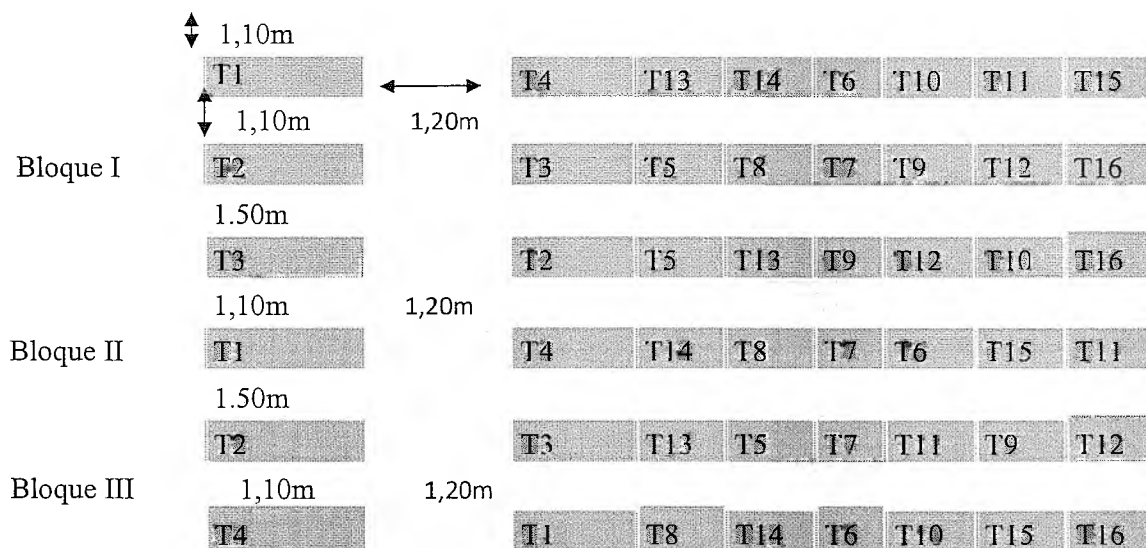 1,10m
T1 T4 T13 T14 T6 T10 T11 T15
1,10m 1,20m
Bloque I T2 T3 T5 T8 T7 T9 T12 T16
1.50m
T3 T2 T5 T13 T9 T12 T10 T16
1,10m 1,20m
Bloque II T1 T4 T14 T8 T7 T6 T15 T11
1.50m
T2 T3 T13 T5 T7 T11 T9 T12
Bloque III 1,10m 1,20m
T4 T1 T8 T14 T6 T10 T15 T16